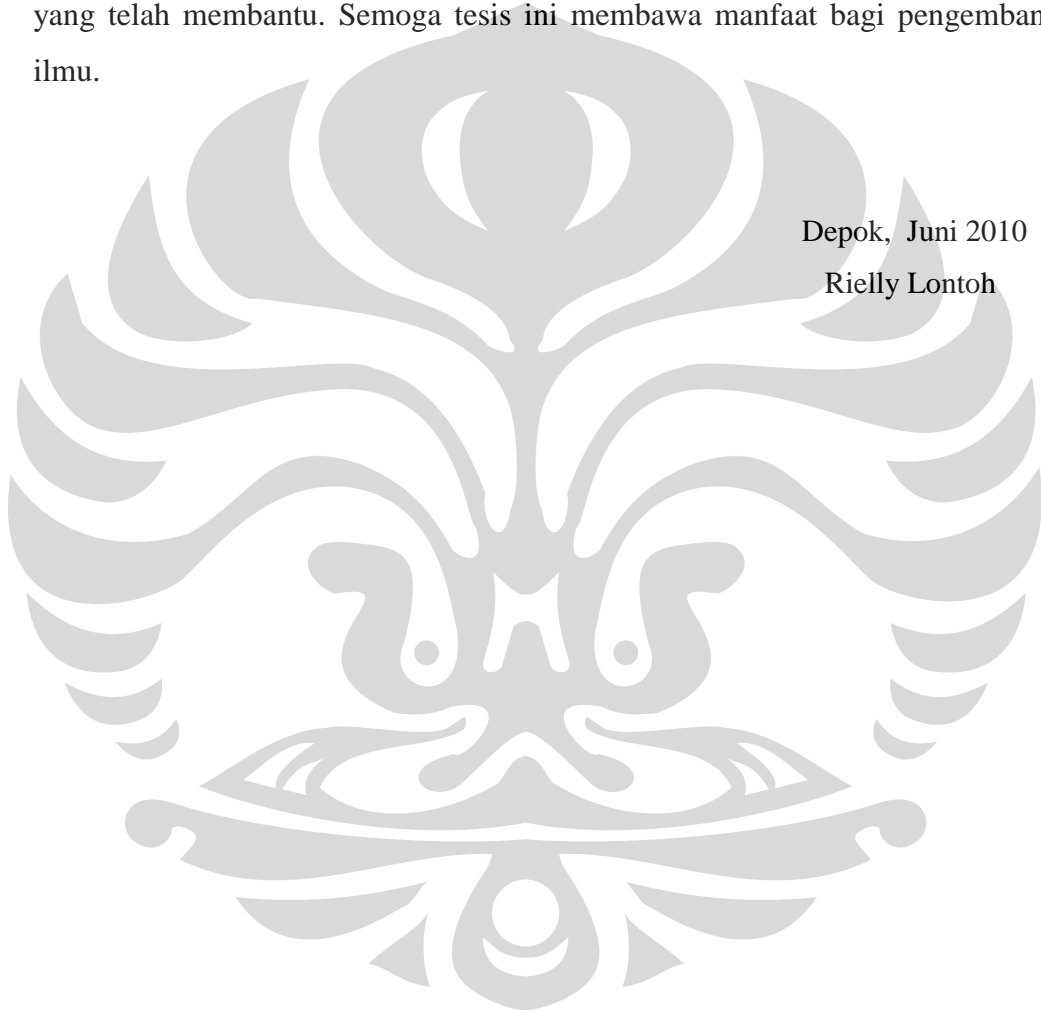 yang telah membantu. Semoga tesis ini membawa manfaat bagi pengemban
ilmu.
Depok, Juni 2010
Rielly Lontoh